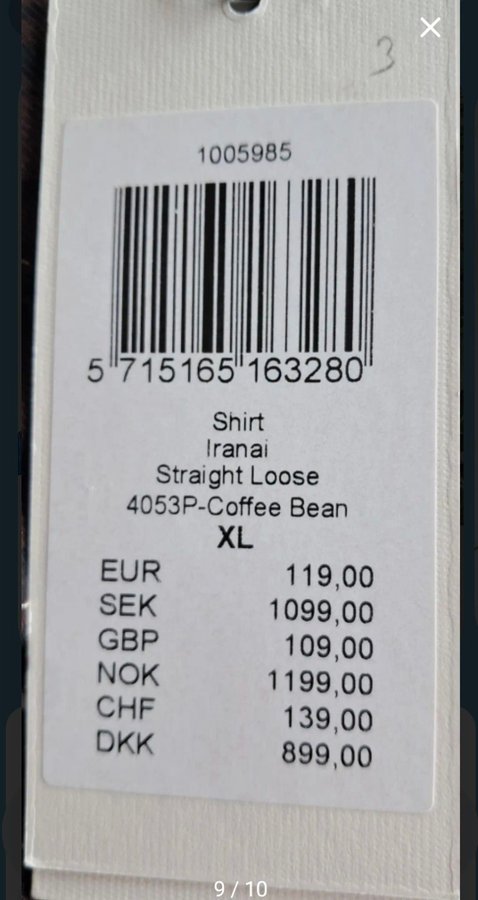 3
1005985
5 715165 163280
Shirt
Iranai
Straight Loose
4053P-Coffee Bean
XL
EUR 119,00
SEK 1099,00
GBP 109,00
NOK 1199,00
CHF 139,00
DKK 899,00
9 / 10